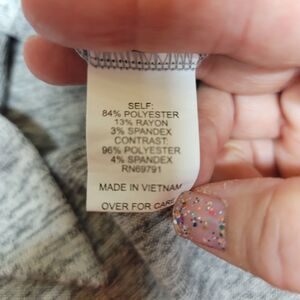 SELF:
84% POLYESTER
13% RAYON
3% SPANDEX
CONTRAST:
96% POLYESTER
4% SPANDEX
RN69791
MADE IN VIETNAM
OVER FOR CARE